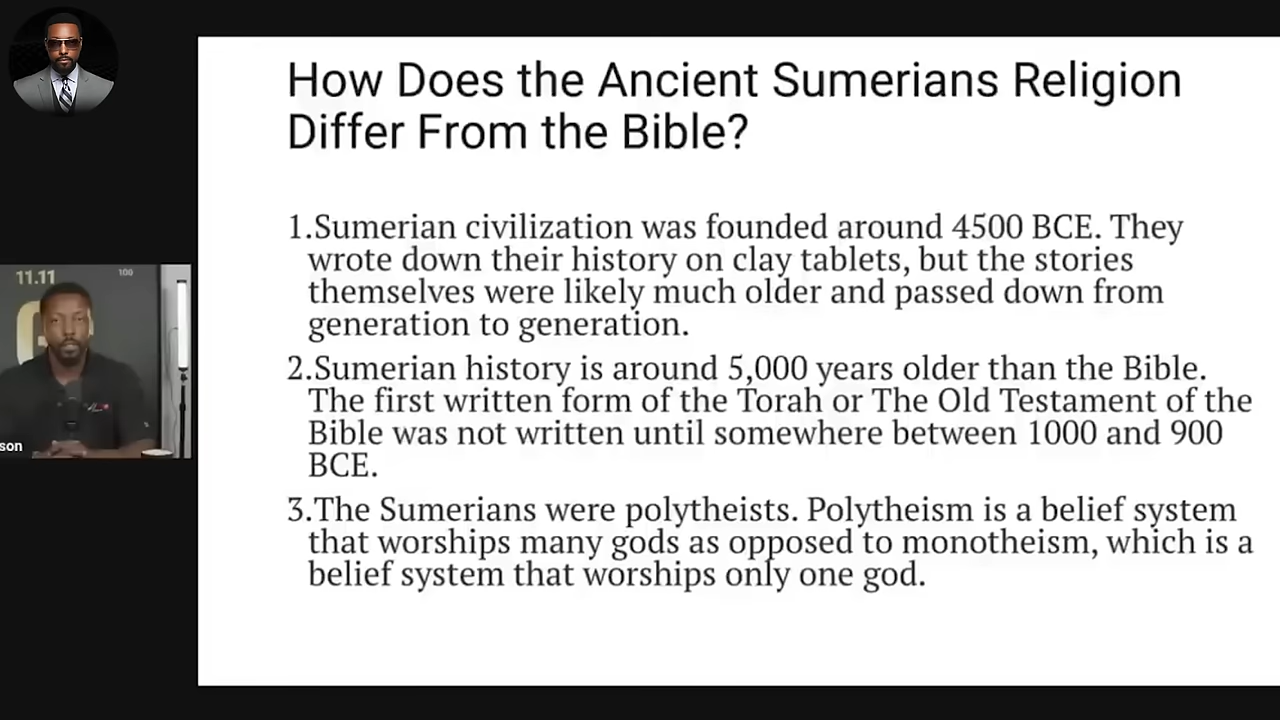 How Does the Ancient Sumerians Religion
Differ From the Bible?
1.Sumerian civilization was founded around 4500 BCE. They
wrote down their history on clay tablets, but the stories
themselves were likely much older and passed down from
generation to generation.
2.Sumerian history is around 5,000 years older than the Bible.
The first written form of the Torah or The Old Testament of the
Bible was not written until somewhere between 1000 and 900
BCE.
3.The Sumerians were polytheists. Polytheism is a belief system
that worships many gods as opposed to monotheism, which is a
belief system that worships only one god.
11.11
100
son